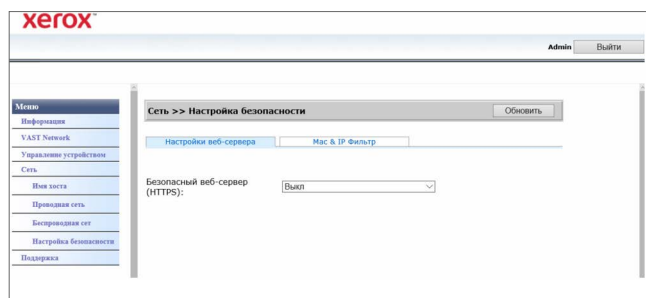 xerox™
Admin Выйти
Меню
Информация
VAST Network
Управление устройством
Сеть
Имя хоста
Проводная сеть
Беспроводная сет
Настройка безопасности
Поддержка
Сеть >> Настройка безопасности Обновить
Настройки веб-сервера Mac & IP Фильтр
Безопасный веб-сервер Выкл
(HTTPS):